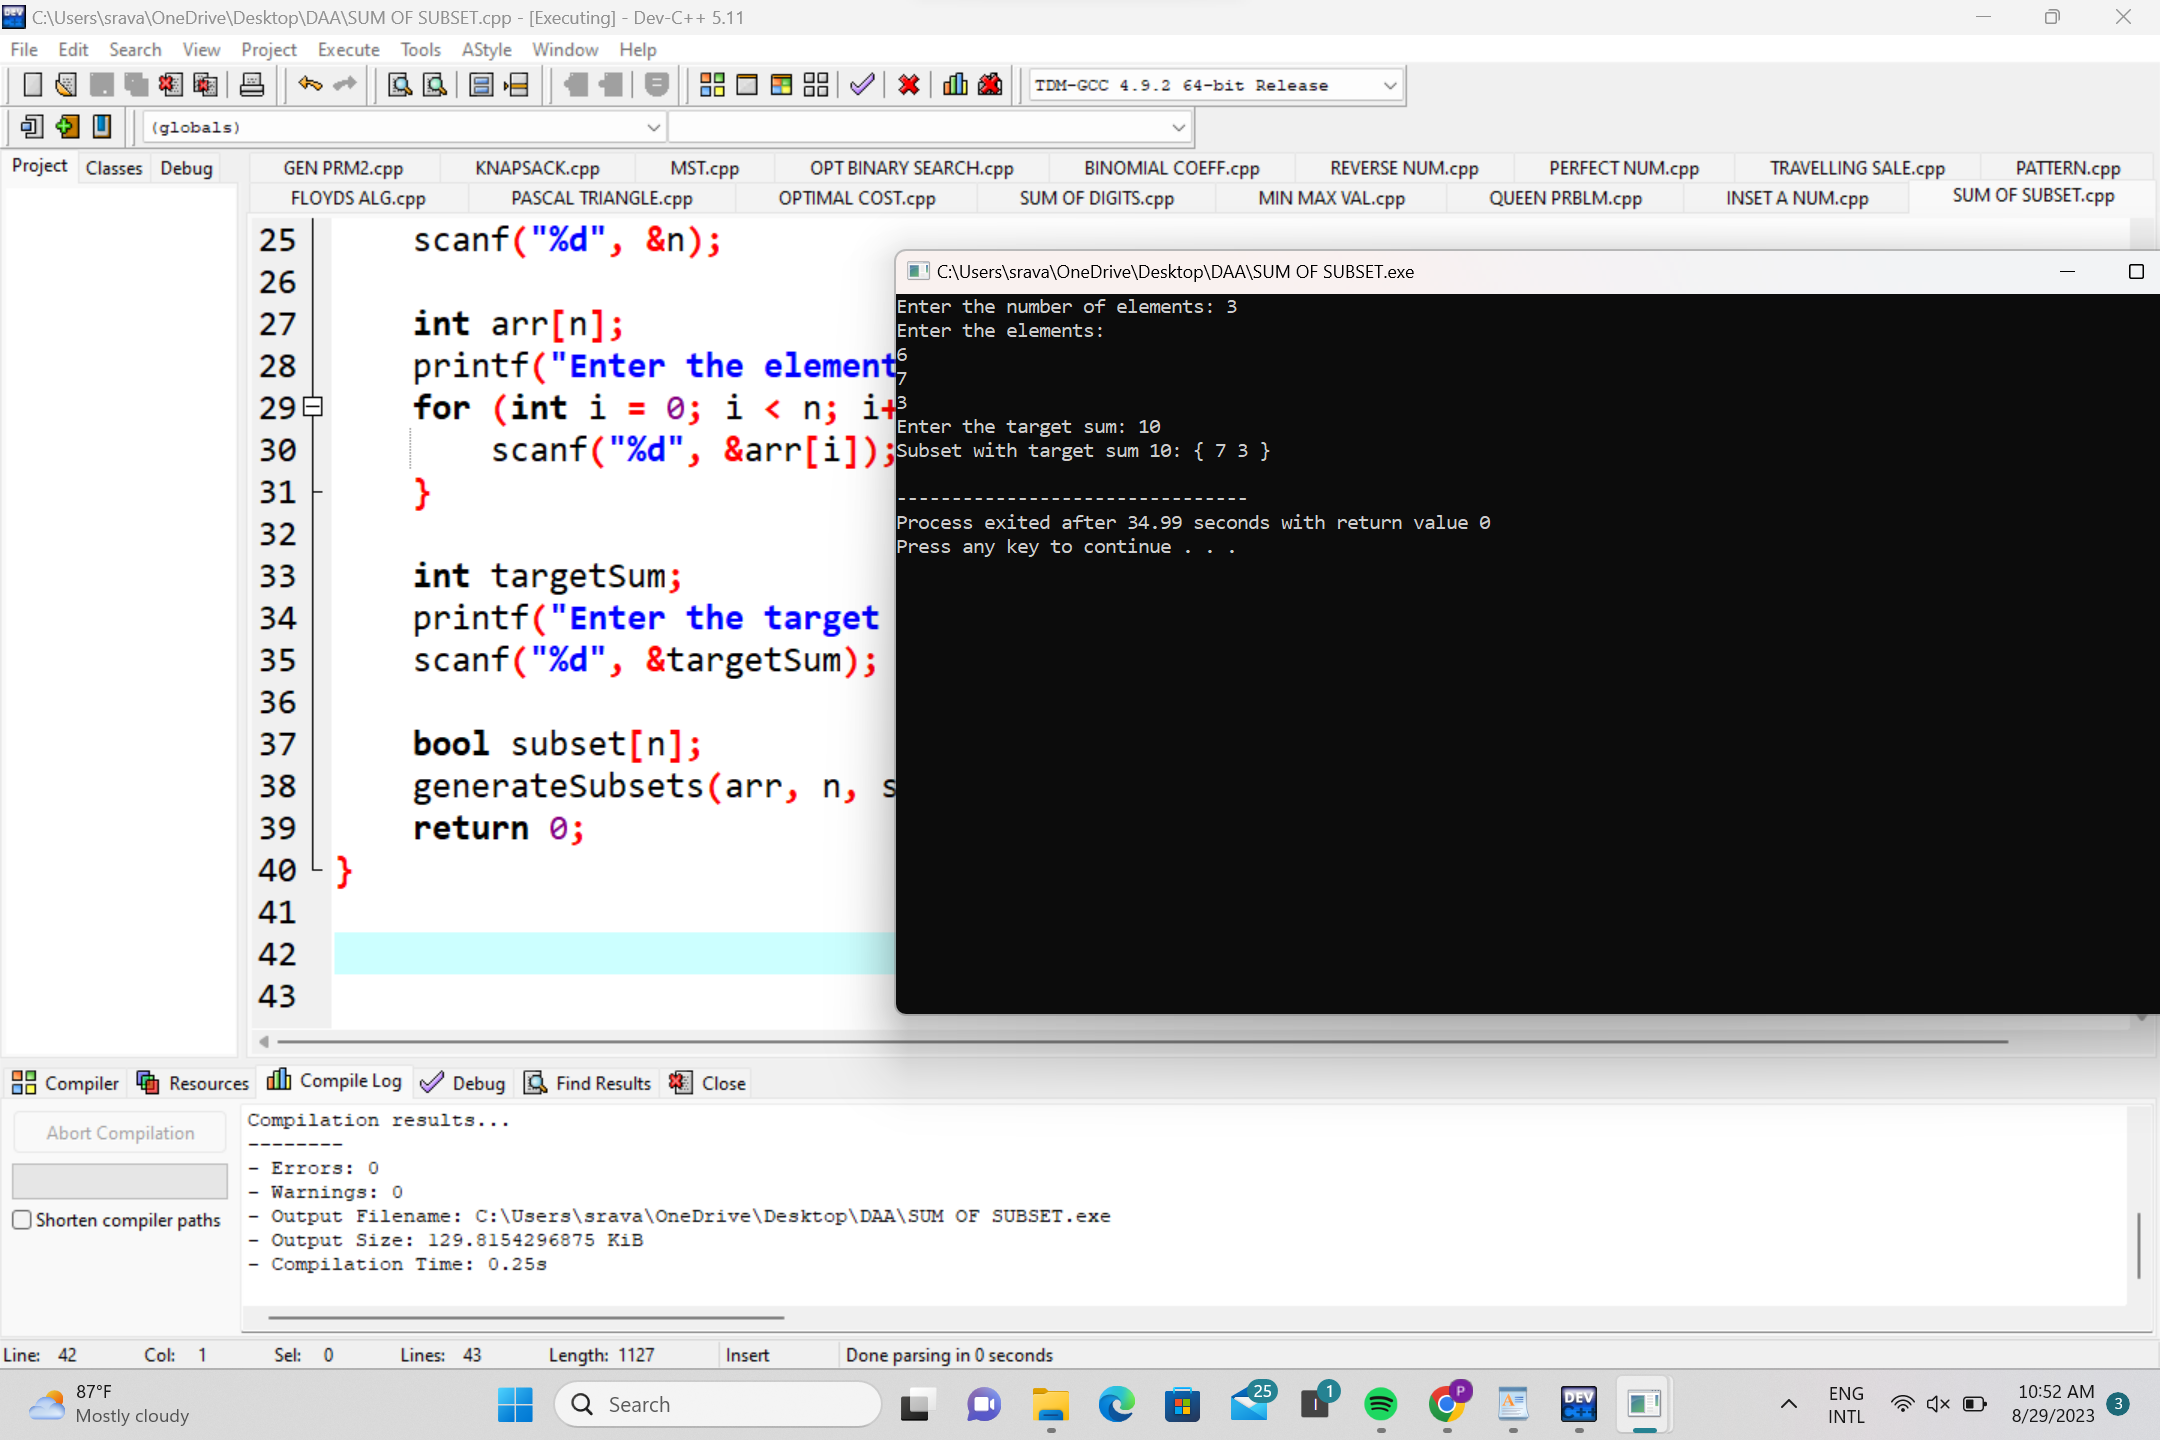 C:\Users\srava\OneDrive\Desktop\DAA\SUM OF SUBSET.cpp - [Executing] - Dev-C++ 5.11
File Edit Search View Project Execute Tools AStyle Window Help
TDM-GCC 4.9.2 64-bit Release
(globals)
Project Classes Debug
GEN PRM2.cpp KNAPSACK.cpp MST.cpp OPT BINARY SEARCH.cpp BINOMIAL COEFF.cpp REVERSE NUM.cpp PERFECT NUM.cpp TRAVELLING SALE.cpp PATTERN.cpp
FLOYDS ALG.cpp PASCAL TRIANGLE.cpp OPTIMAL COST.cpp SUM OF DIGITS.cpp MIN MAX VAL.cpp QUEEN PRBLM.cpp INSET A NUM.cpp SUM OF SUBSET.cpp
25 scanf("%d", &n);
26
27 int arr[n];
28 printf("Enter the element
29 for (int i = 0; i < n; i+
30 scanf("%d", &arr[i]);
31 }
32
33 int targetSum;
34 printf("Enter the target
35 scanf("%d", &targetSum);
36
37 bool subset[n];
38 generateSubsets(arr, n, s
39 return 0;
40 }
41
42
43
C:\Users\srava\OneDrive\Desktop\DAA\SUM OF SUBSET.exe
Enter the number of elements: 3
Enter the elements:
6
7
3
Enter the target sum: 10
Subset with target sum 10: { 7 3 }
--------------------------------
Process exited after 34.99 seconds with return value 0
Press any key to continue . . .
Compiler Resources Compile Log Debug Find Results Close
Abort Compilation
Shorten compiler paths
Compilation results...
--------
- Errors: 0
- Warnings: 0
- Output Filename: C:\Users\srava\OneDrive\Desktop\DAA\SUM OF SUBSET.exe
- Output Size: 129.8154296875 KiB
- Compilation Time: 0.25s
Line: 42 Col: 1 Sel: 0 Lines: 43 Length: 1127 Insert Done parsing in 0 seconds
87°F
Mostly cloudy
Search
25
1
P
DEV
C++
ENG
INTL
10:52 AM
8/29/2023
3